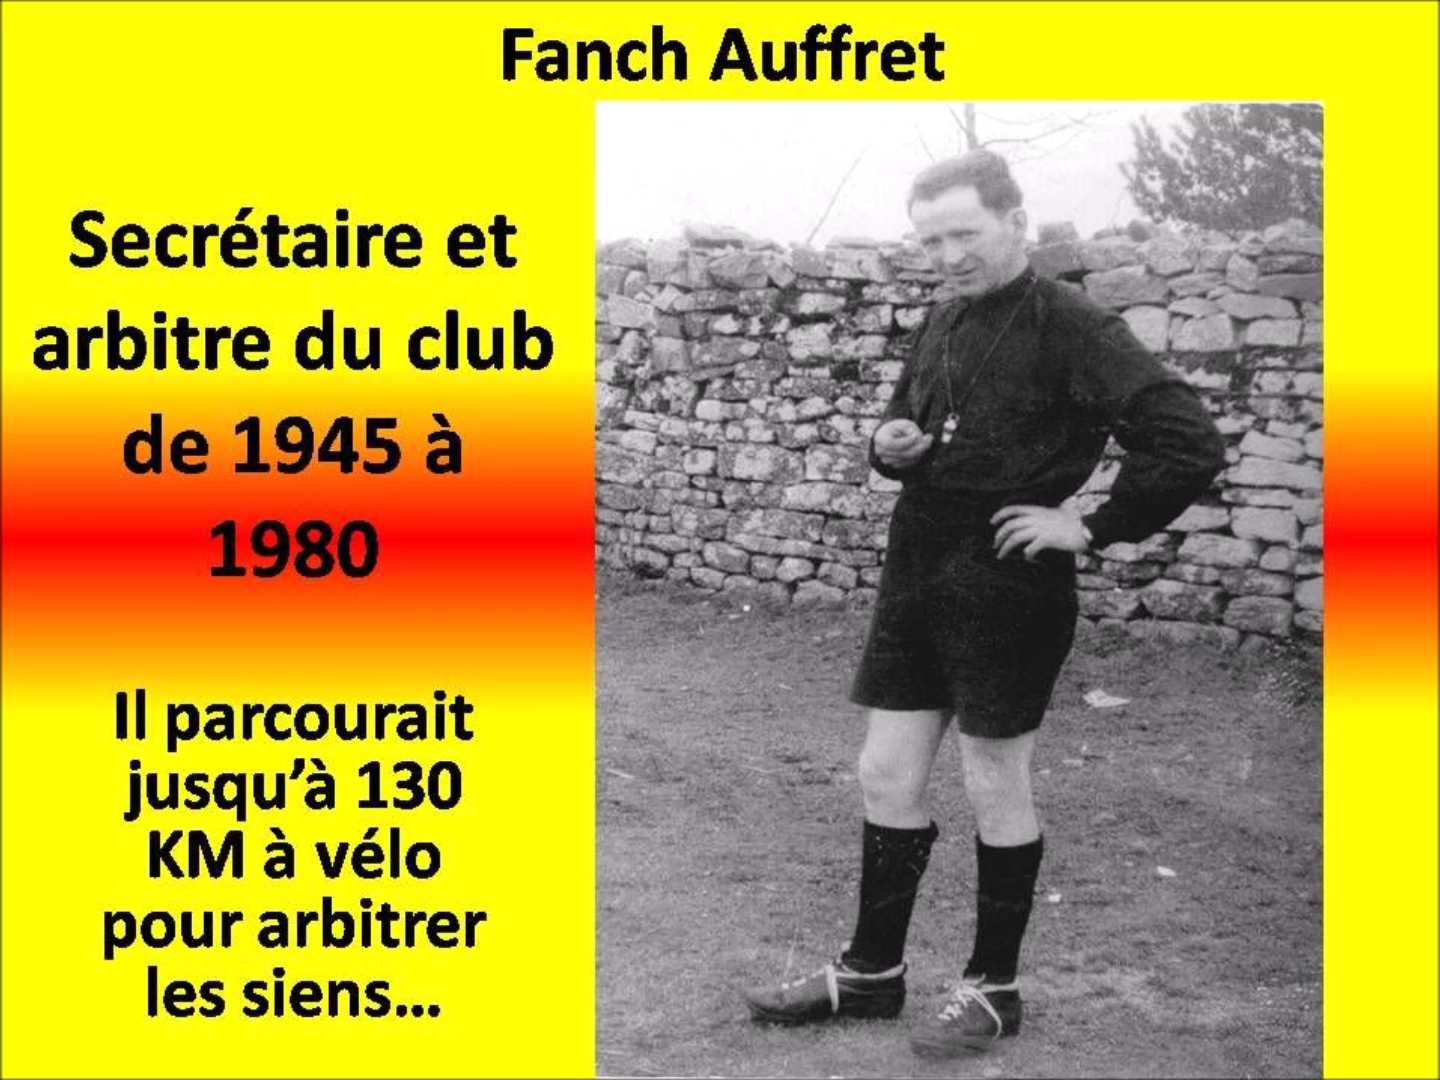 Fanch Auffret
Secrétaire et
arbitre du club
de 1945 à
1980
Il parcourait
jusqu’à 130
KM à vélo
pour arbitrer
les siens...